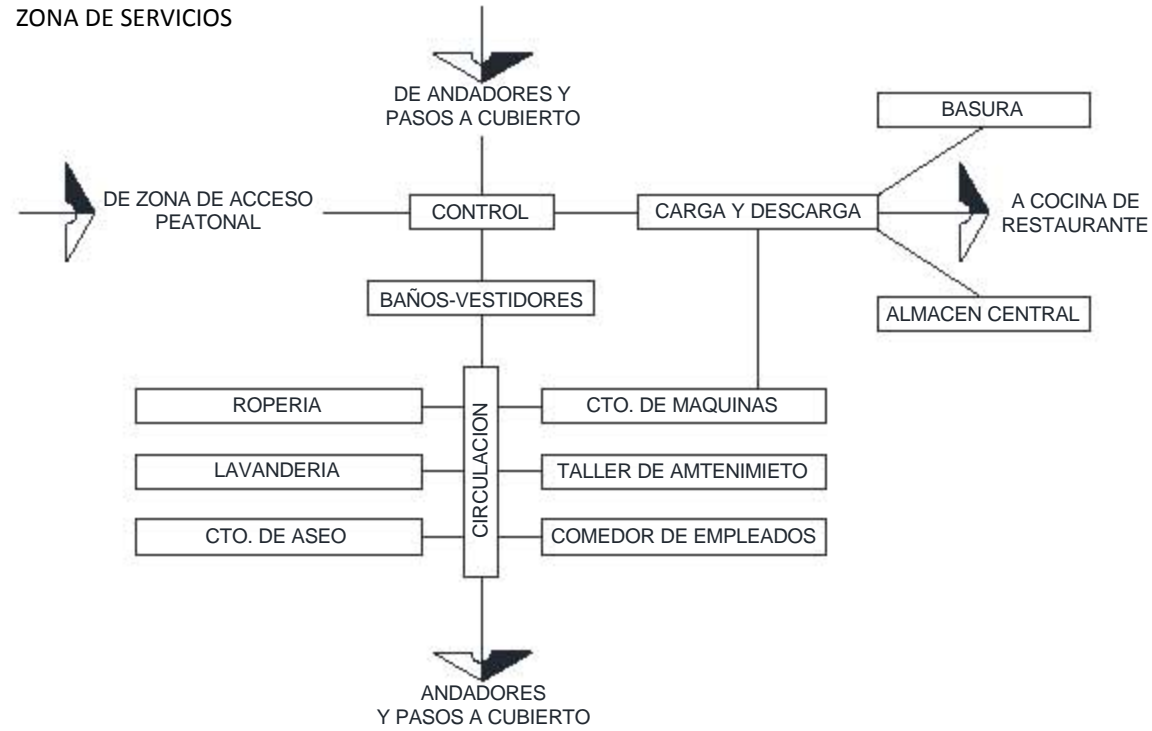 ZONA DE SERVICIOS
DE ANDADORES Y
PASOS A CUBIERTO
BASURA
DE ZONA DE ACCESO
PEATONAL
CONTROL
CARGA Y DESCARGA
A COCINA DE
RESTAURANTE
BAÑOS-VESTIDORES
ALMACEN CENTRAL
ROPERIA
CIRCULACION
CTO. DE MAQUINAS
LAVANDERIA
TALLER DE AMTENIMIETO
CTO. DE ASEO
COMEDOR DE EMPLEADOS
ANDADORES
Y PASOS A CUBIERTO